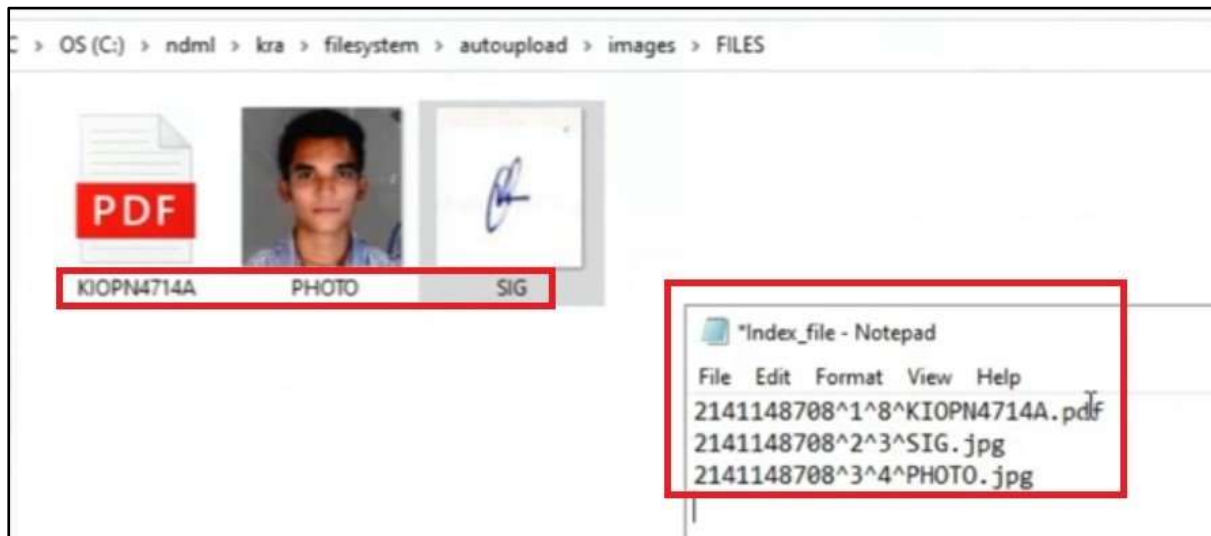 C > OS (C:) > ndml > kra > filesystem > autoupload > images > FILES
PDF
KIOPN4714A PHOTO SIG
*Index_file - Notepad
File Edit Format View Help
2141148708^1^8^KIOPN4714A.pdf
2141148708^2^3^SIG.jpg
2141148708^3^4^PHOTO.jpg